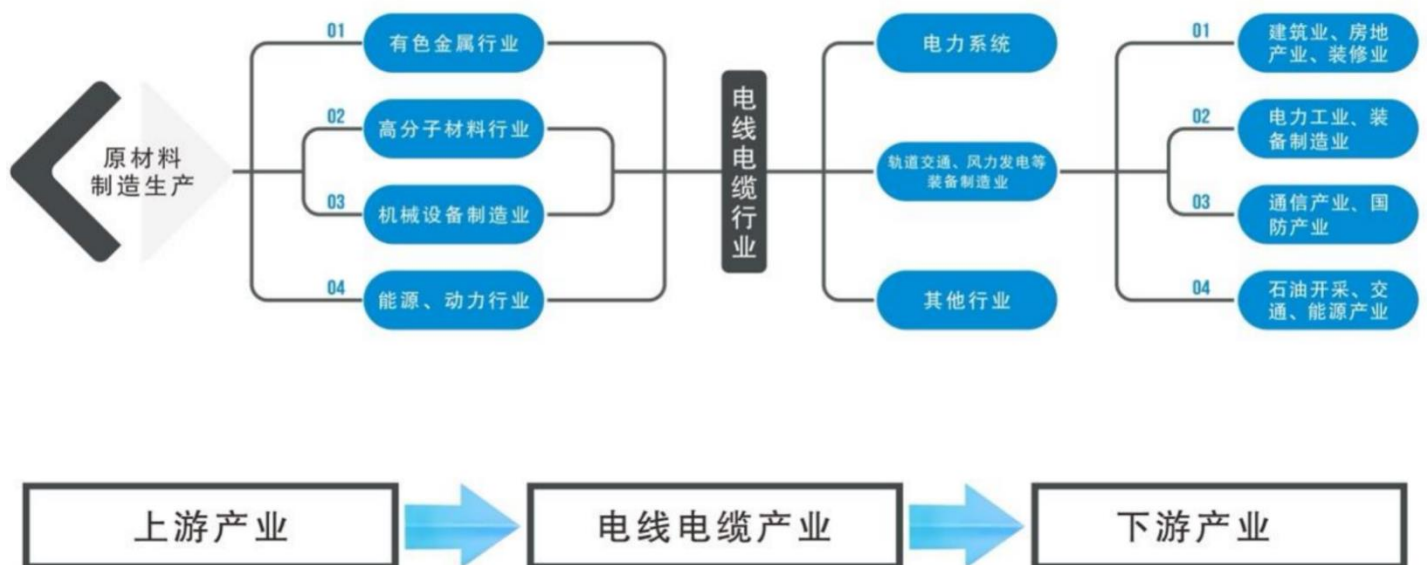 原材料
制造生产
01
有色金属行业
02
高分子材料行业
03
机械设备制造业
04
能源、动力行业
电线电缆行业
电力系统
轨道交通、风力发电等
装备制造业
其他行业
01
建筑业、房地
产业、装修业
02
电力工业、装
备制造业
03
通信产业、国
防产业
04
石油开采、交
通、能源产业
上游产业
电线电缆产业
下游产业